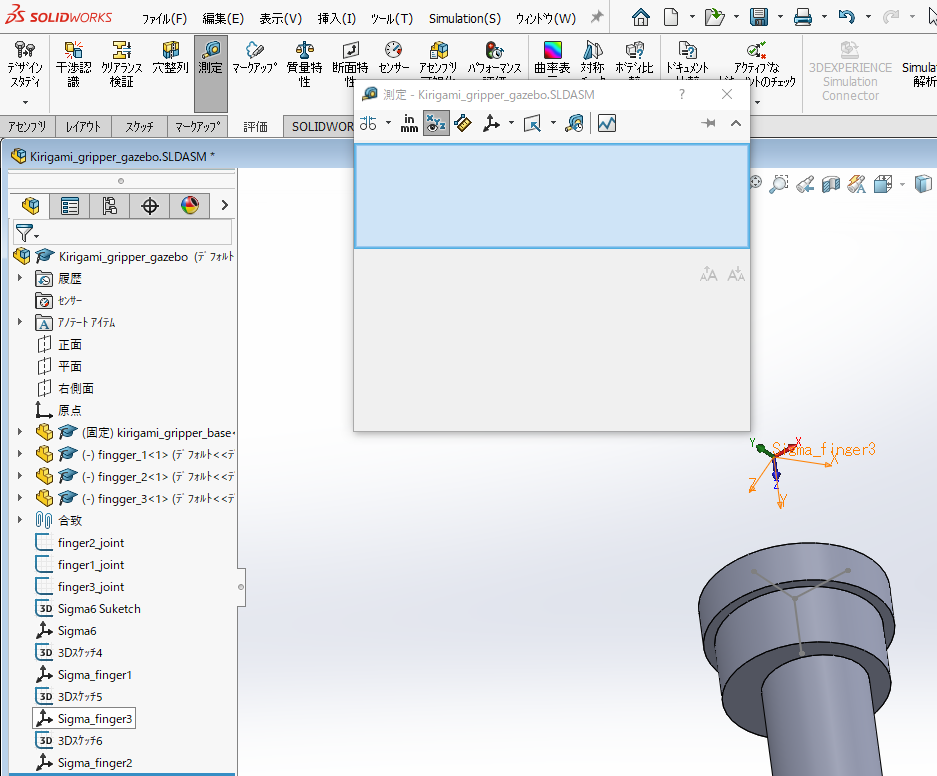 SOLIDWORKS ファイル(F) 編集(E) 表示(V) 挿入(I) ツール(T) Simulation(S) ウィンドウ(W)
デザイン スタディ
干渉認識
クリアランス 検証
穴整列
測定
マークアップ
質量特性
断面特性
センサー
アセンブリ
パフォーマンス
曲率表
対称
ボディ比
ドキュメント
アクティブな
ントのチェック
3DEXPERIENCE Simulation Connector
Simula
解析
アセンブリ レイアウト スケッチ マークアップ 評価 SOLIDWOR
測定 - Kirigami_gripper_gazebo.SLDASM ?
in
mm
Kirigami_gripper_gazebo.SLDASM *
Kirigami_gripper_gazebo (デフォルト
履歴
センサー
アノテート アイテム
正面
平面
右側面
原点
(固定) kirigami_gripper_base
(-) fingger_1<1> (デフォルト<<デ
(-) fingger_2<1> (デフォルト<<デ
(-) fingger_3<1> (デフォルト<<デ
合致
finger2_joint
finger1_joint
finger3_joint
3D Sigma6 Suketch
Sigma6
3D 3Dスケッチ4
Sigma_finger1
3D 3Dスケッチ5
Sigma_finger3
3D 3Dスケッチ6
Sigma_finger2
Y X Sigma_finger3
X
Z Z
Y